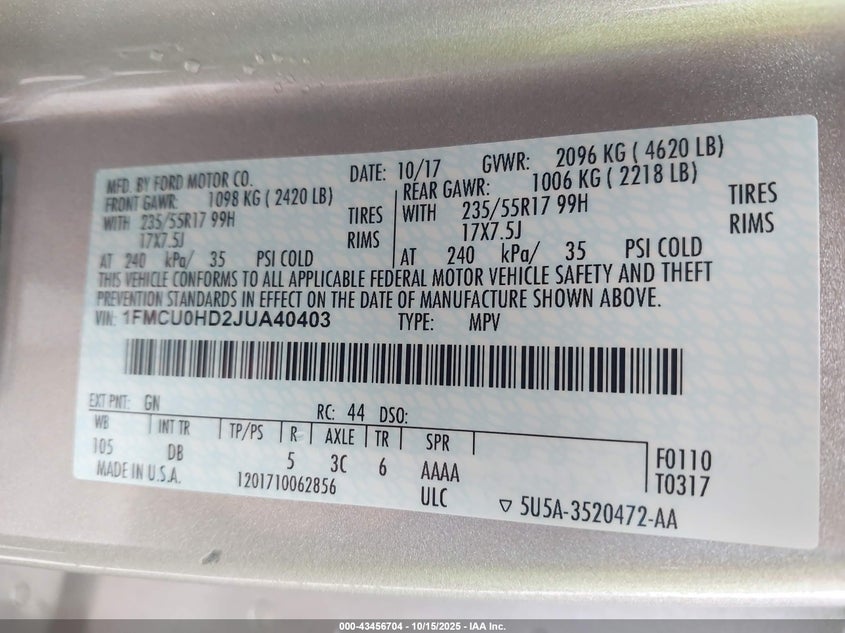 MFD. BY FORD MOTOR CO. DATE: 10/17 GVWR: 2096 KG ( 4620 LB)
FRONT GAWR: 1098 KG ( 2420 LB) REAR GAWR: 1006 KG ( 2218 LB)
WITH 235/55R17 99H TIRES WITH 235/55R17 99H TIRES
17X7.5J RIMS 17X7.5J RIMS
AT 240 kPa/ 35 PSI COLD AT 240 kPa/ 35 PSI COLD
THIS VEHICLE CONFORMS TO ALL APPLICABLE FEDERAL MOTOR VEHICLE SAFETY AND THEFT
PREVENTION STANDARDS IN EFFECT ON THE DATE OF MANUFACTURE SHOWN ABOVE.
VIN: 1FMCU0HD2JUA40403 TYPE: MPV
EXT PNT: GN RC: 44 DSO:
WB INT TR TP/PS R AXLE TR SPR
105 DB 5 3C 6 AAAA F0110
MADE IN U.S.A. 1201710062856 ULC T0317
▽ 5U5A-3520472-AA
000-43456704 - 10/15/2025 - IAA Inc.